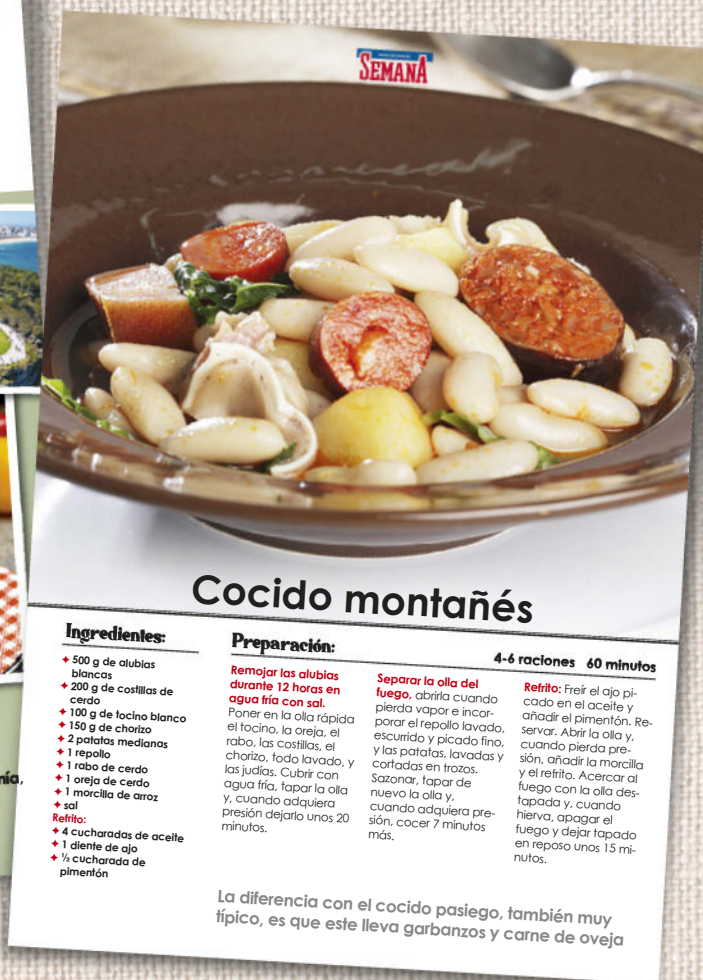 SEMANA
Cocido montañés
Ingredientes:
✦ 500 g de alubias
blancas
✦ 200 g de costillas de
cerdo
✦ 100 g de tocino blanco
✦ 150 g de chorizo
✦ 2 patatas medianas
✦ 1 repollo
✦ 1 rabo de cerdo
✦ 1 oreja de cerdo
✦ 1 morcilla de arroz
✦ sal
Refrito:
✦ 4 cucharadas de aceite
✦ 1 diente de ajo
✦ ½ cucharada de
pimentón
Preparación:
4-6 raciones 60 minutos
Remojar las alubias
durante 12 horas en
agua fría con sal.
Poner en la olla rápida
el tocino, la oreja, el
rabo, las costillas, el
chorizo, todo lavado, y
las judías. Cubrir con
agua fría, tapar la olla
y, cuando adquiera
presión dejarlo unos 20
minutos.
Separar la olla del
fuego, abrirla cuando
pierda vapor e incor-
porar el repollo lavado,
escurrido y picado fino,
y las patatas, lavadas y
cortadas en trozos.
Sazonar, tapar de
nuevo la olla y,
cuando adquiera pre-
sión, cocer 7 minutos
más.
Refrito: Freír el ajo pi-
cado en el aceite y
añadir el pimentón. Re-
servar. Abrir la olla y,
cuando pierda pre-
sión, añadir la morcilla
y el refrito. Acercar al
fuego con la olla des-
tapada y, cuando
hierva, apagar el
fuego y dejar tapado
en reposo unos 15 mi-
nutos.
La diferencia con el cocido pasiego, también muy
típico, es que este lleva garbanzos y carne de oveja